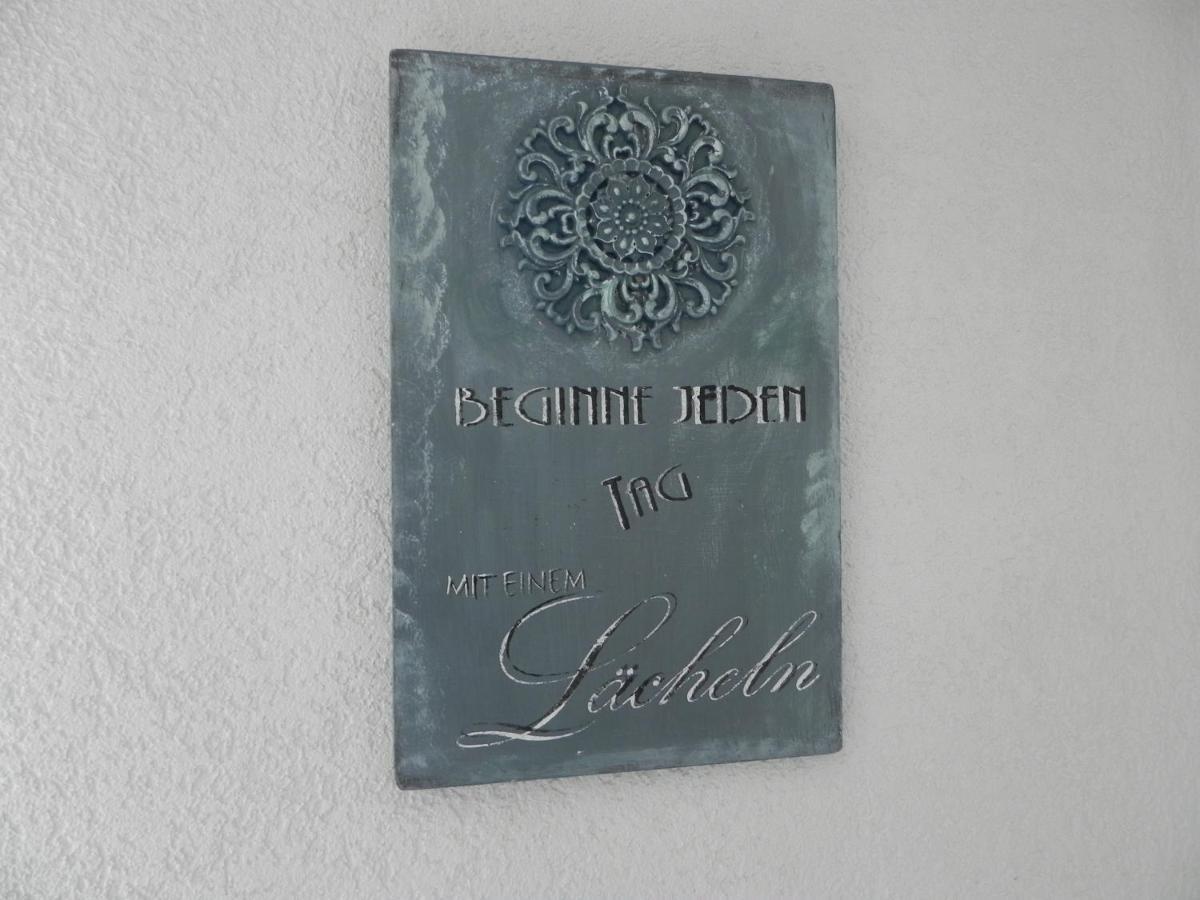 BEGINNE JEDEN
TAG
MIT EINEM
Lächeln